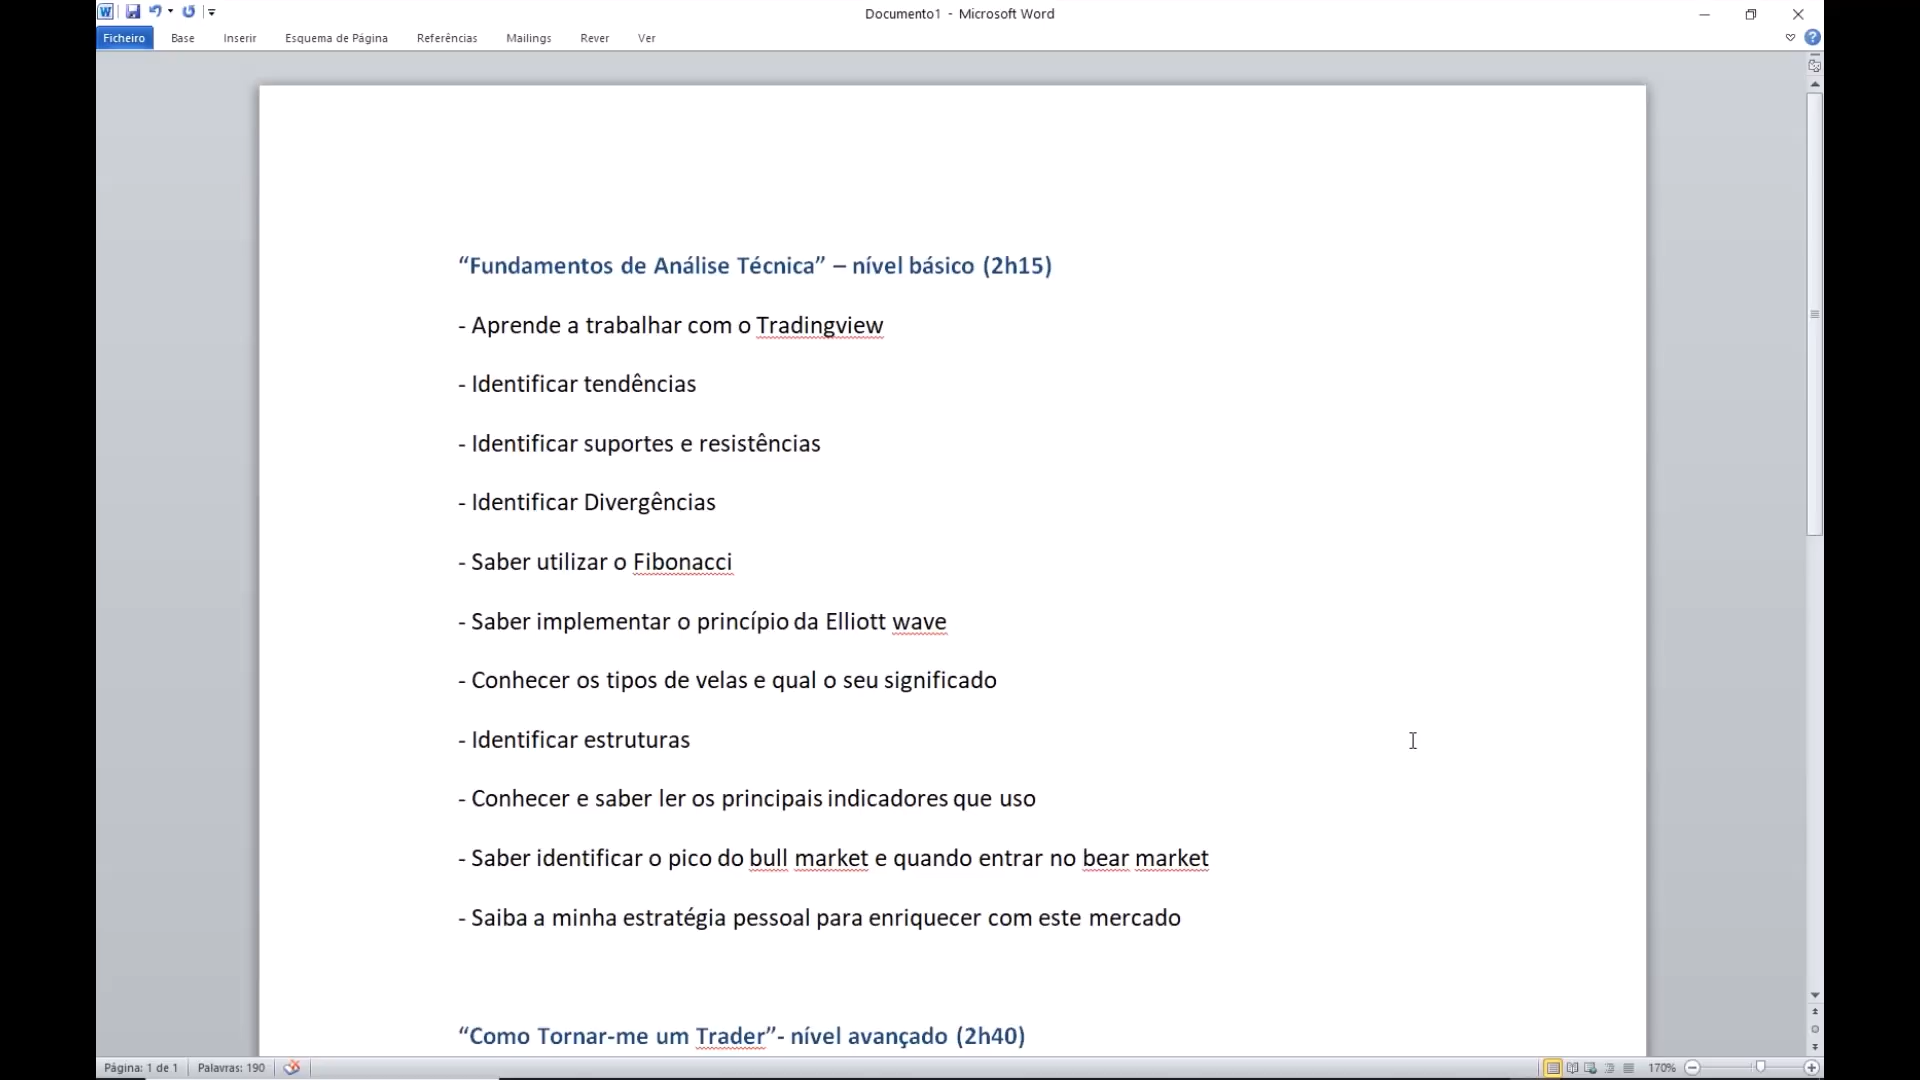 Documento1 - Microsoft Word
Ficheiro Base Inserir Esquema de Página Referências Mailings Rever Ver
“Fundamentos de Análise Técnica” – nível básico (2h15)
- Aprende a trabalhar com o Tradingview
- Identificar tendências
- Identificar suportes e resistências
- Identificar Divergências
- Saber utilizar o Fibonacci
- Saber implementar o princípio da Elliott wave
- Conhecer os tipos de velas e qual o seu significado
- Identificar estruturas
- Conhecer e saber ler os principais indicadores que uso
- Saber identificar o pico do bull market e quando entrar no bear market
- Saiba a minha estratégia pessoal para enriquecer com este mercado
“Como Tornar-me um Trader”- nível avançado (2h40)
Página: 1 de 1 Palavras: 190 170%